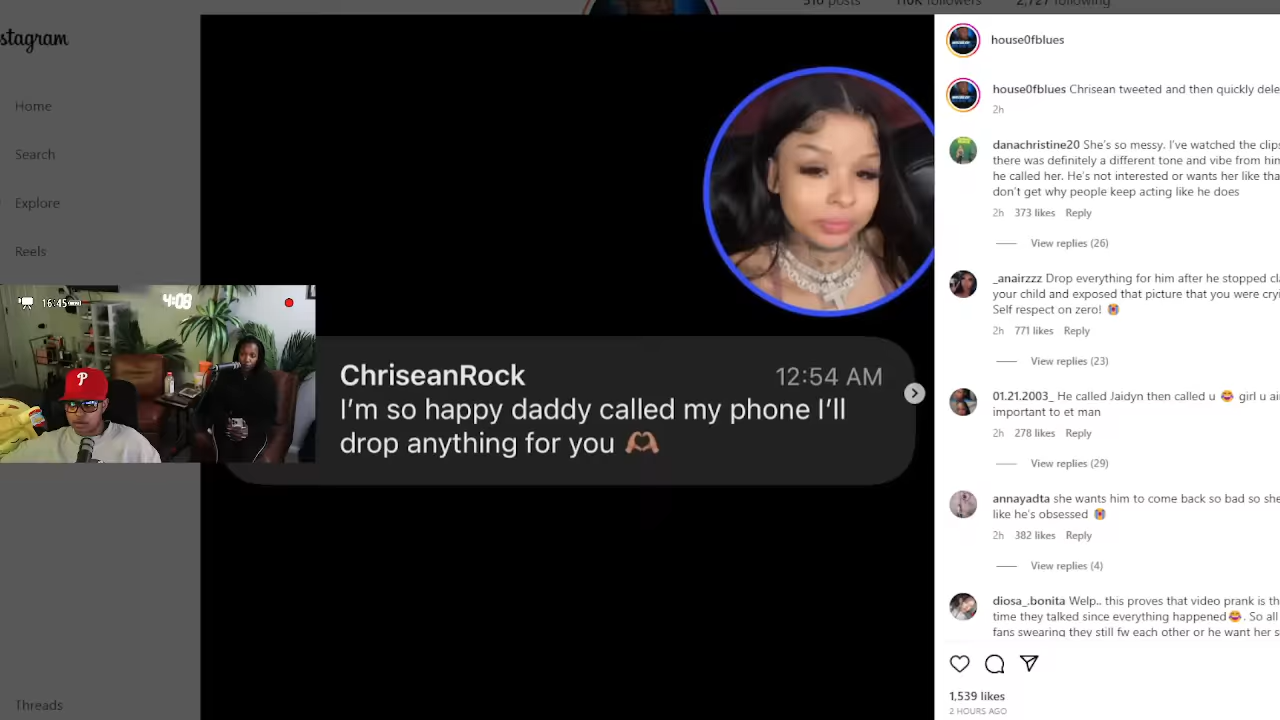 510 posts 110K followers 2,727 following
stagram
Home
Search
Explore
Reels
Threads
16:45
4:08
P
ChriseanRock
12:54 AM
I'm so happy daddy called my phone I'll
drop anything for you 🫶🏽
house0fblues
house0fblues Chrisean tweeted and then quickly dele
2h
danachristine20 She's so messy. I've watched the clips
there was definitely a different tone and vibe from him
he called her. He's not interested or wants her like tha
don't get why people keep acting like he does
2h 373 likes Reply
View replies (26)
_anairzzz Drop everything for him after he stopped cla
your child and exposed that picture that you were cryi
Self respect on zero! 😭
2h 771 likes Reply
View replies (23)
01.21.2003_ He called Jaidyn then called u 😂 girl u ain
important to et man
2h 278 likes Reply
View replies (29)
annayadta she wants him to come back so bad so she
like he's obsessed 😭
2h 382 likes Reply
View replies (4)
diosa_.bonita Welp.. this proves that video prank is th
time they talked since everything happened😂. So all
fans swearing they still fw each other or he want her s
1,539 likes
2 HOURS AGO